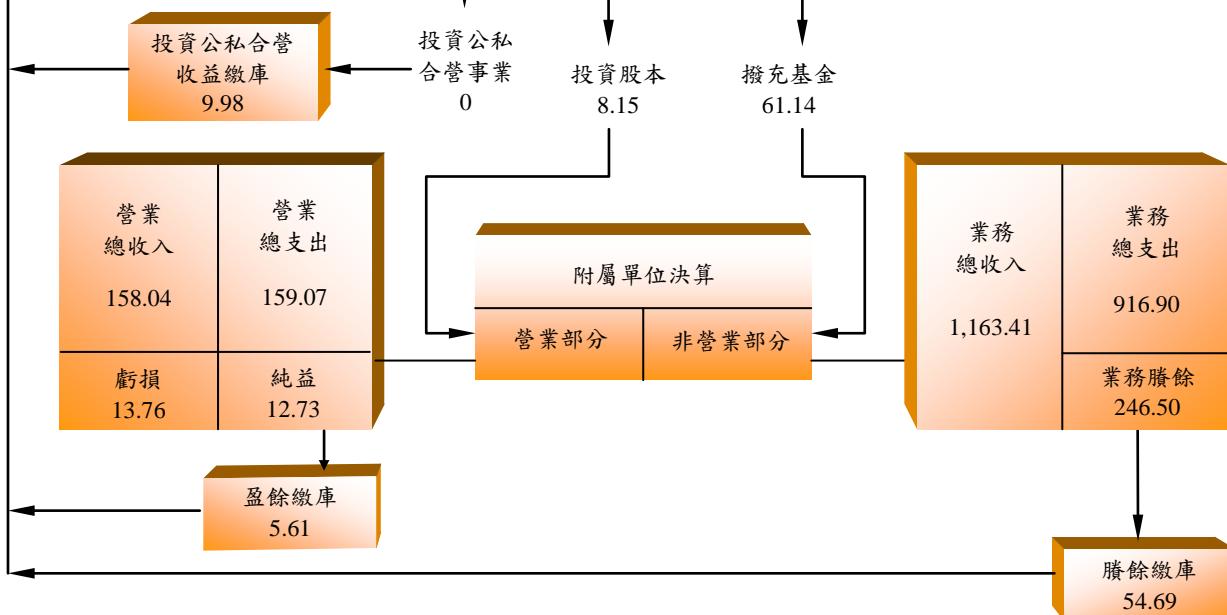 投資公私合營
收益繳庫
9.98
投資公私
合營事業
0
投資股本
8.15
撥充基金
61.14
營業
總收入
158.04
營業
總支出
159.07
虧損
13.76
純益
12.73
附屬單位決算
營業部分
非營業部分
業務
總收入
1,163.41
業務
總支出
916.90
業務賸餘
246.50
盈餘繳庫
5.61
賸餘繳庫
54.69